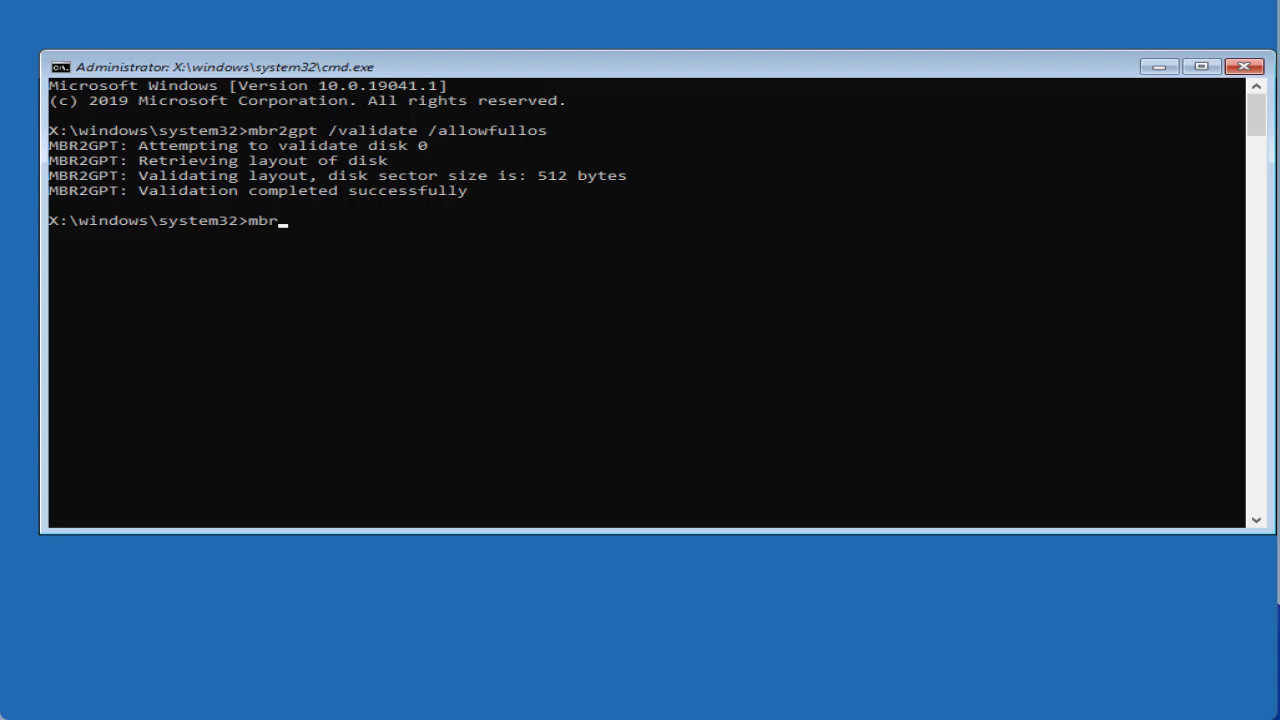 Administrator: X:\windows\system32\cmd.exe
Microsoft Windows [Version 10.0.19041.1]
(c) 2019 Microsoft Corporation. All rights reserved.
X:\windows\system32>mbr2gpt /validate /allowfullos
MBR2GPT: Attempting to validate disk 0
MBR2GPT: Retrieving layout of disk
MBR2GPT: Validating layout, disk sector size is: 512 bytes
MBR2GPT: Validation completed successfully
X:\windows\system32>mbr_